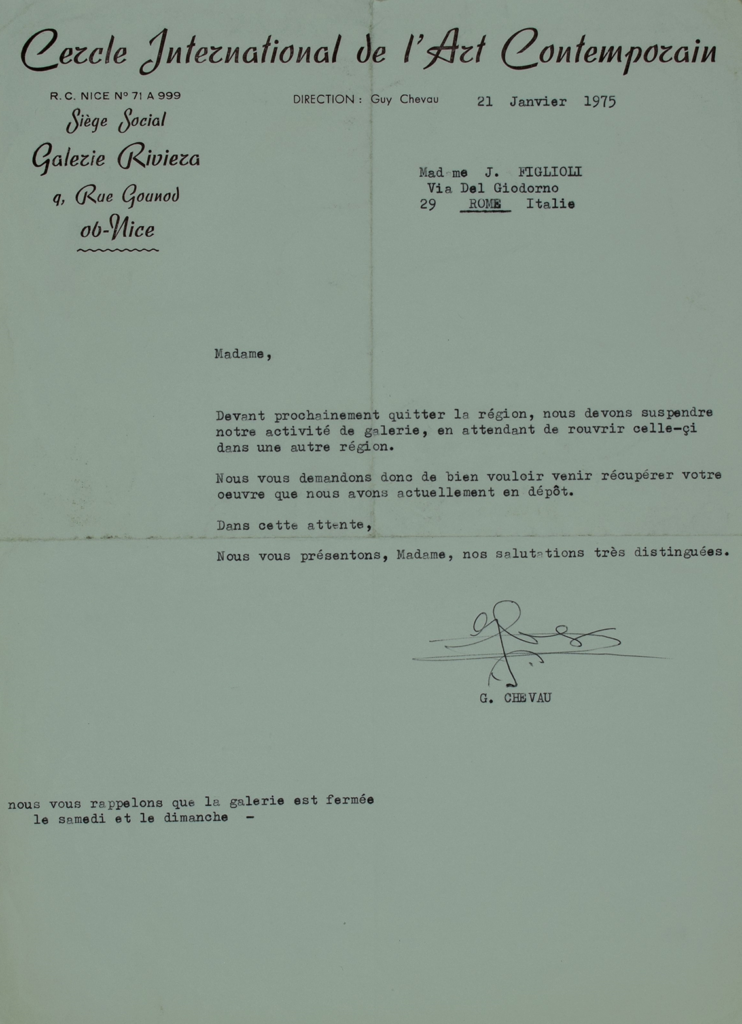 Cercle International de l'Art Contemporain
R. C. NICE Nº 71 A 999
Siège Social
Galerie Riviera
9, Rue Gounod
06-Nice
DIRECTION : Guy Chevau 21 Janvier 1975
Madame J. FIGLIOLI
Via Del Giodorno
29 ROME Italie
Madame,
Devant prochainement quitter la région, nous devons suspendre
notre activité de galerie, en attendant de rouvrir celle-çi
dans une autre région.
Nous vous demandons donc de bien vouloir venir récupérer votre
oeuvre que nous avons actuellement en dépôt.
Dans cette attente,
Nous vous présentons, Madame, nos salutations très distinguées.
G. CHEVAU
nous vous rappelons que la galerie est fermée
le samedi et le dimanche -